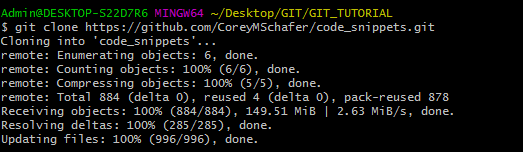 Admin@DESKTOP-S22D7R6 MINGW64 ~/Desktop/GIT/GIT_TUTORIAL
$ git clone https://github.com/CoreyMSchafer/code_snippets.git
Cloning into 'code_snippets'...
remote: Enumerating objects: 6, done.
remote: Counting objects: 100% (6/6), done.
remote: Compressing objects: 100% (5/5), done.
remote: Total 884 (delta 0), reused 4 (delta 0), pack-reused 878
Receiving objects: 100% (884/884), 149.51 MiB | 2.63 MiB/s, done.
Resolving deltas: 100% (285/285), done.
Updating files: 100% (996/996), done.